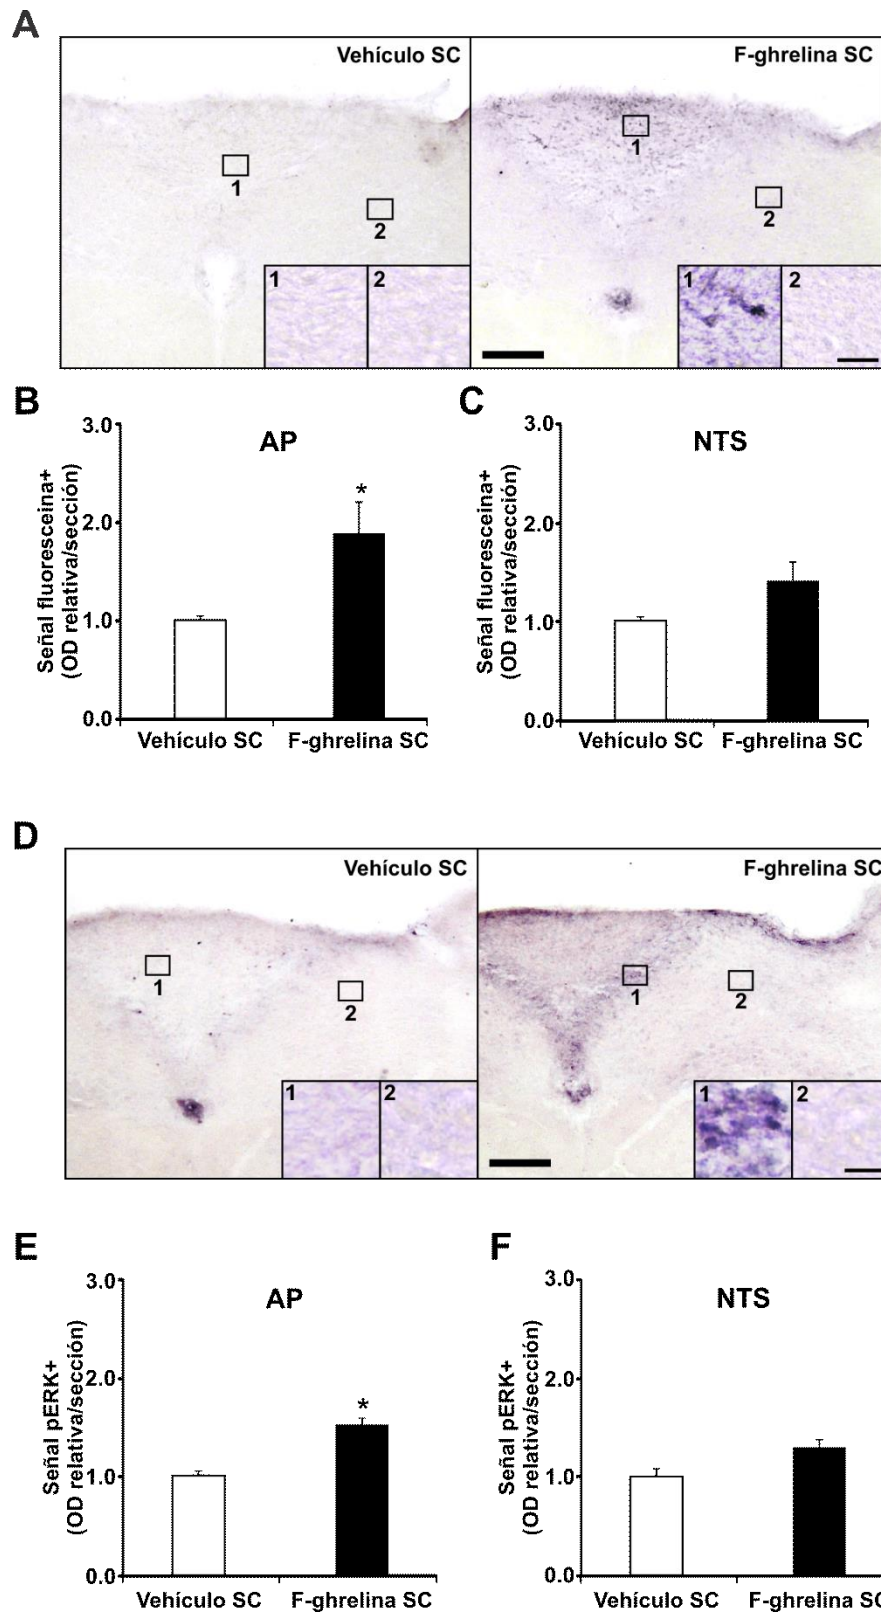 A
Vehículo SC
F-ghrelina SC
1
2
1
2
1
2
1
2
B
C
AP
NTS
Señal fluoresceina+
(OD relativa/sección)
3.0
2.0
1.0
0.0
*
Vehículo SC
F-ghrelina SC
Señal fluoresceina+
(OD relativa/sección)
3.0
2.0
1.0
0.0
Vehículo SC
F-ghrelina SC
D
Vehículo SC
F-ghrelina SC
1
2
1
2
1
2
1
2
E
F
AP
NTS
Señal pERK+
(OD relativa/sección)
3.0
2.0
1.0
0.0
*
Vehículo SC
F-ghrelina SC
Señal pERK+
(OD relativa/sección)
3.0
2.0
1.0
0.0
Vehículo SC
F-ghrelina SC